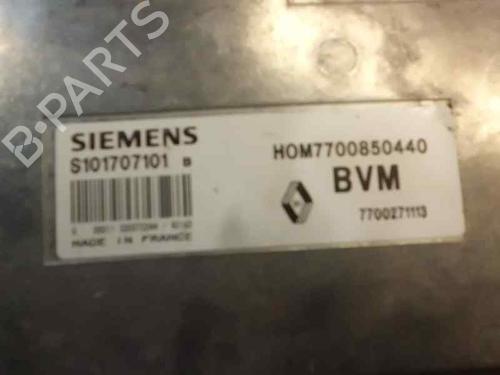 B-PARTS
SIEMENS
S101707101 B
MADE IN FRANCE
HOM7700850440
BVM
7700271113